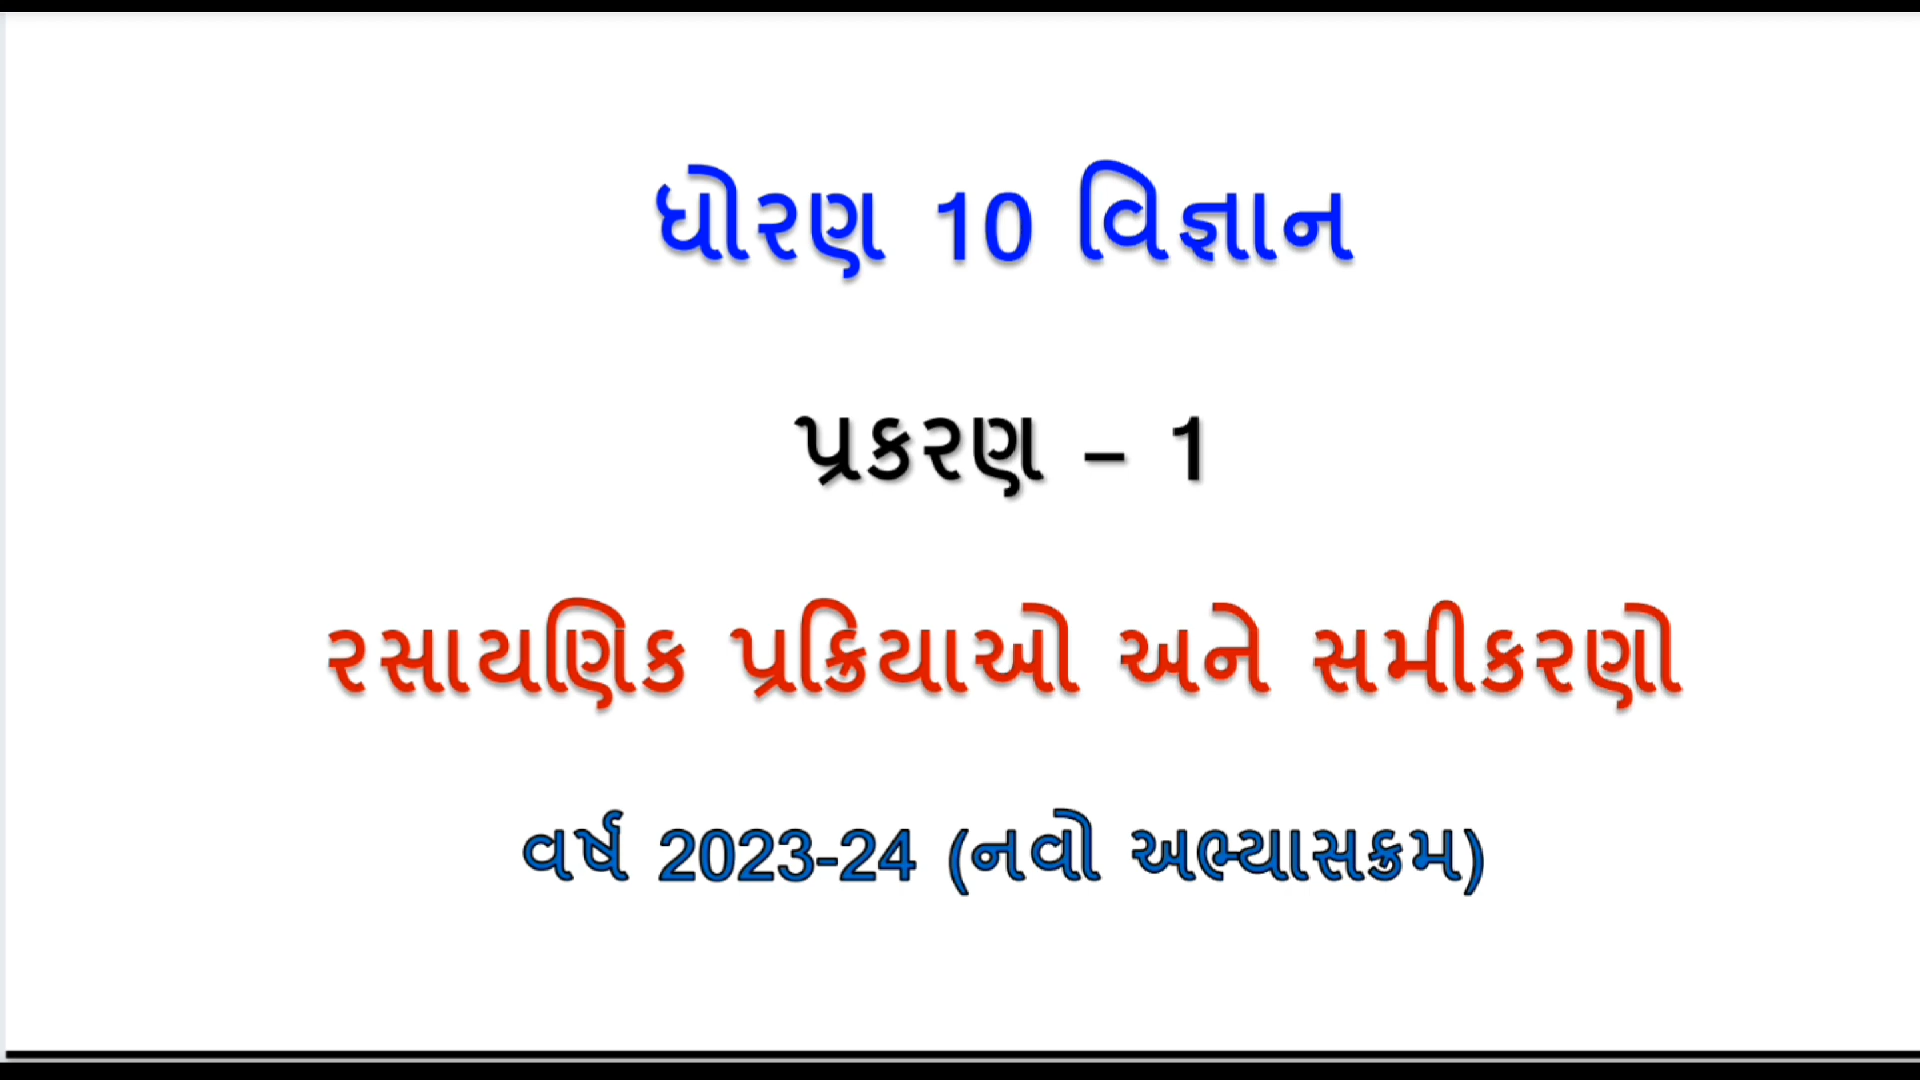 ધોરણ 10 વિજ્ઞાન
પ્રકરણ – 1
રસાયણિક પ્રક્રિયાઓ અને સમીકરણો
વર્ષ 2023-24 (નવો અભ્યાસક્રમ)